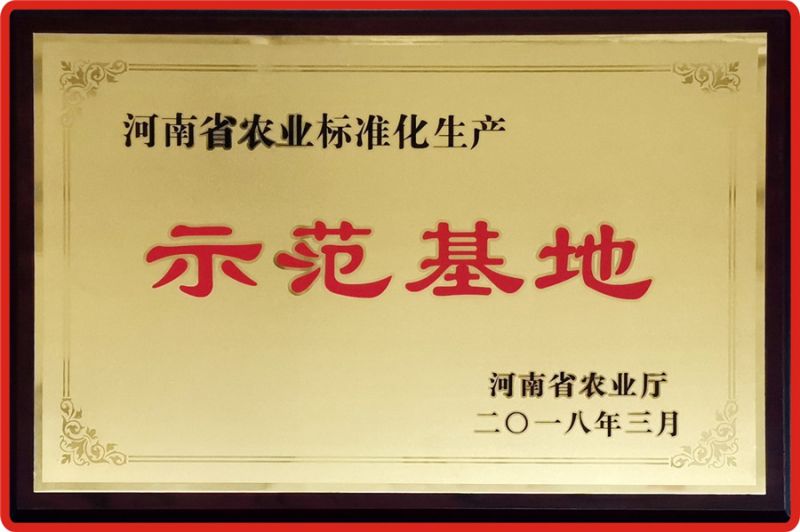 河南省农业标准化生产
示范基地
河南省农业厅
二〇一八年三月